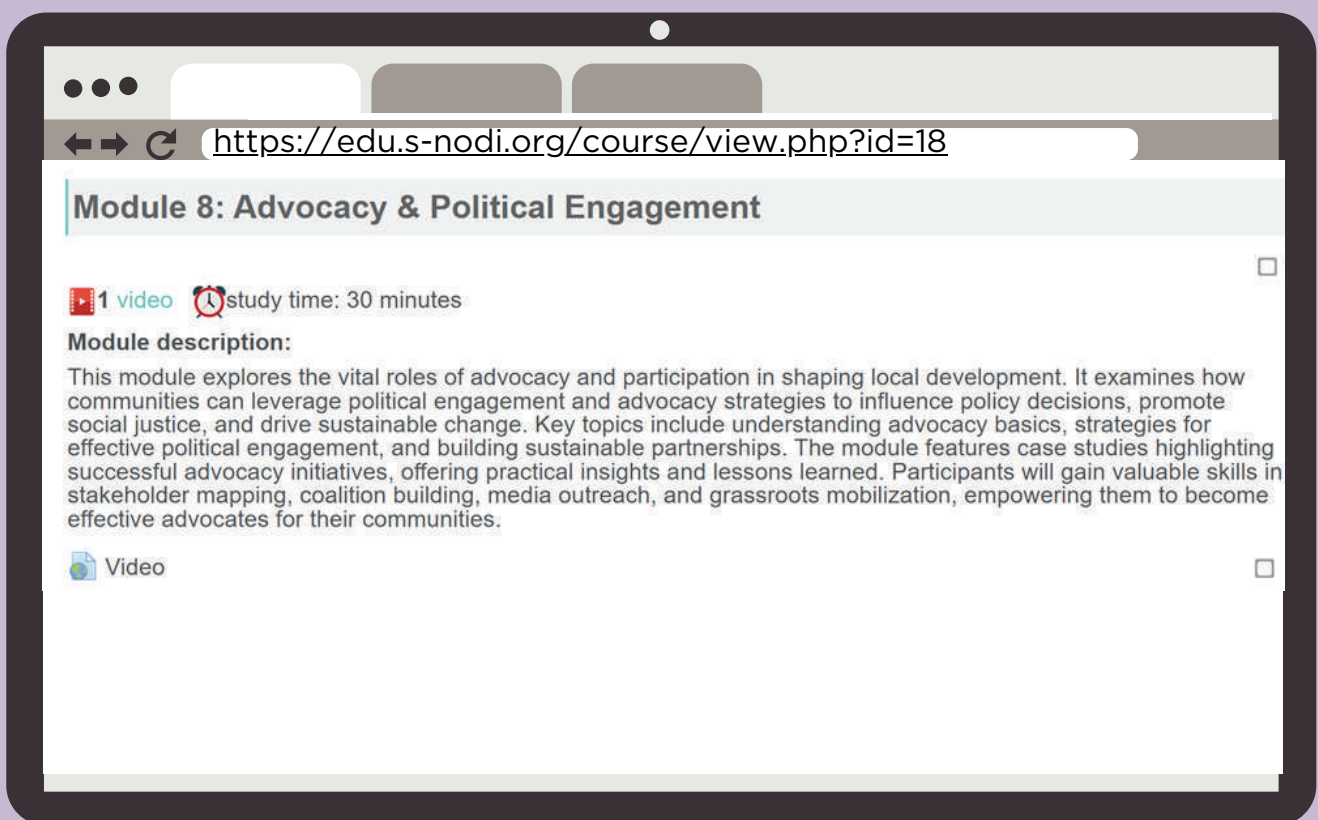 https://edu.s-nodi.org/course/view.php?id=18
Module 8: Advocacy & Political Engagement
1 video study time: 30 minutes
Module description:
This module explores the vital roles of advocacy and participation in shaping local development. It examines how
communities can leverage political engagement and advocacy strategies to influence policy decisions, promote
social justice, and drive sustainable change. Key topics include understanding advocacy basics, strategies for
effective political engagement, and building sustainable partnerships. The module features case studies highlighting
successful advocacy initiatives, offering practical insights and lessons learned. Participants will gain valuable skills in
stakeholder mapping, coalition building, media outreach, and grassroots mobilization, empowering them to become
effective advocates for their communities.
Video